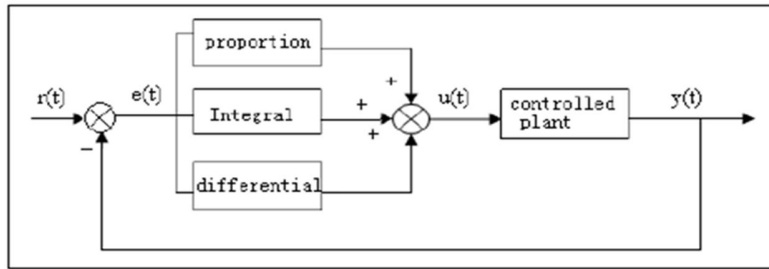 proportion
r(t)
e(t)
Integral
differential
+
+
+
−
u(t)
controlled
plant
y(t)